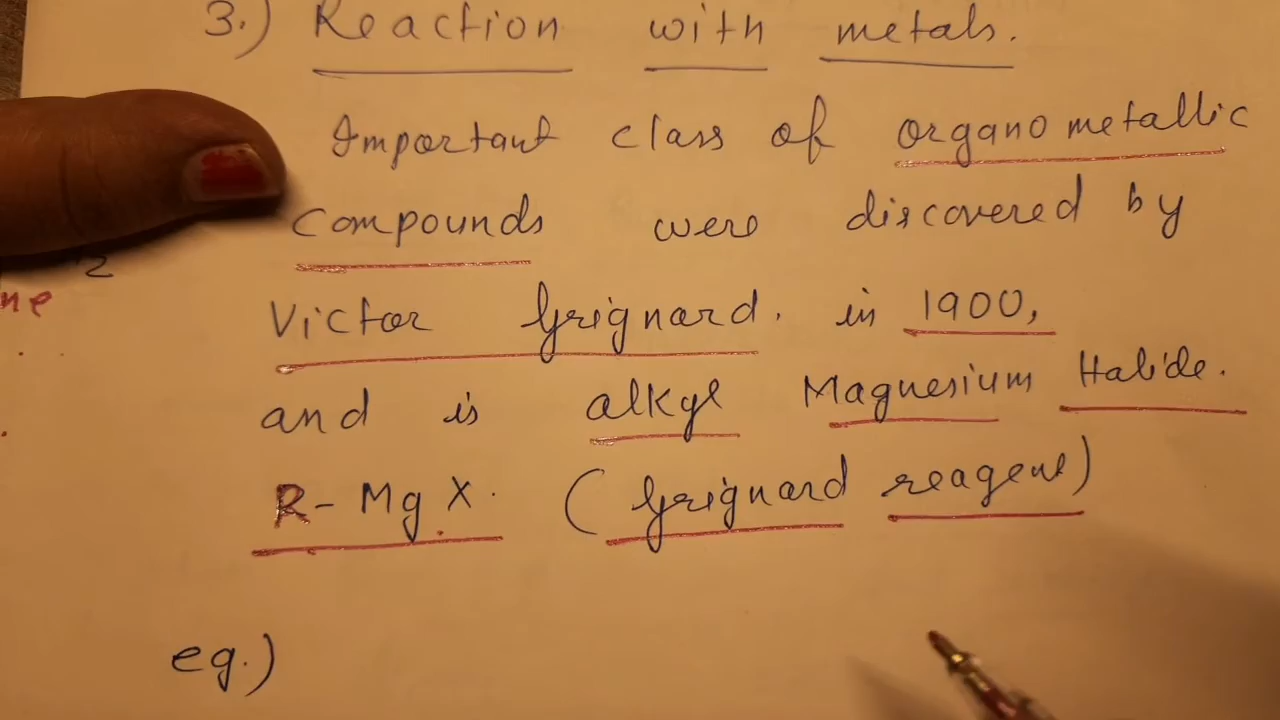 3.) Reaction with metals.
Important class of organometallic
compounds were discovered by
Victor Grignard. in 1900,
and is alkyl Magnesium Halide.
R-MgX. (Grignard reagent)
eg.)